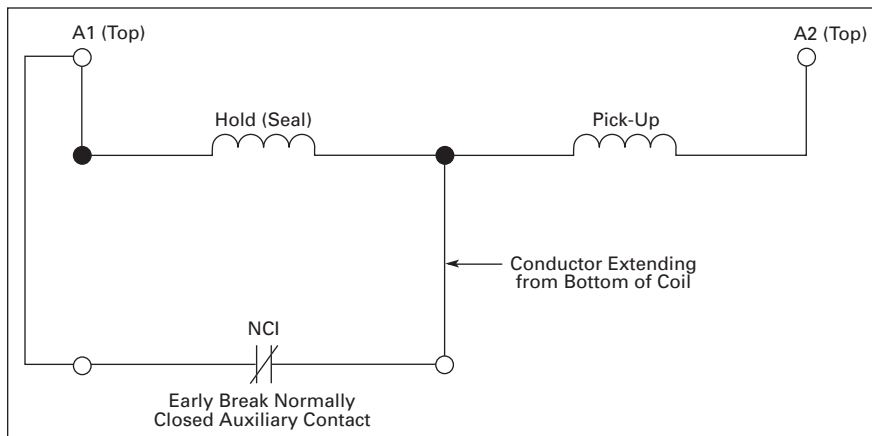 A1 (Top)
A2 (Top)
Hold (Seal)
Pick-Up
Conductor Extending
from Bottom of Coil
NCI
Early Break Normally
Closed Auxiliary Contact